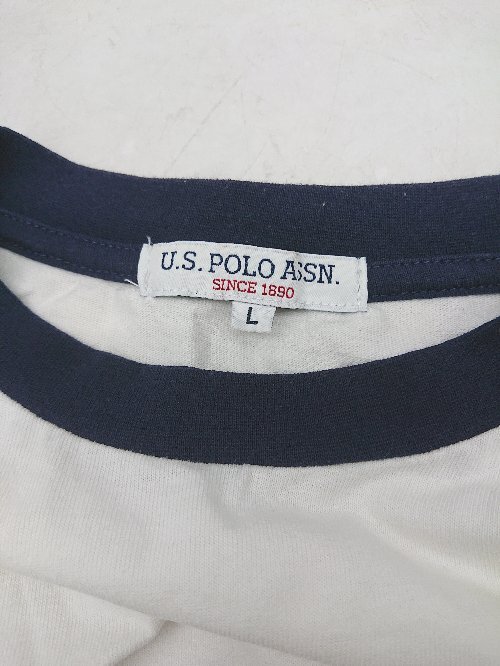 U.S. POLO ASSN.
SINCE 1890
L